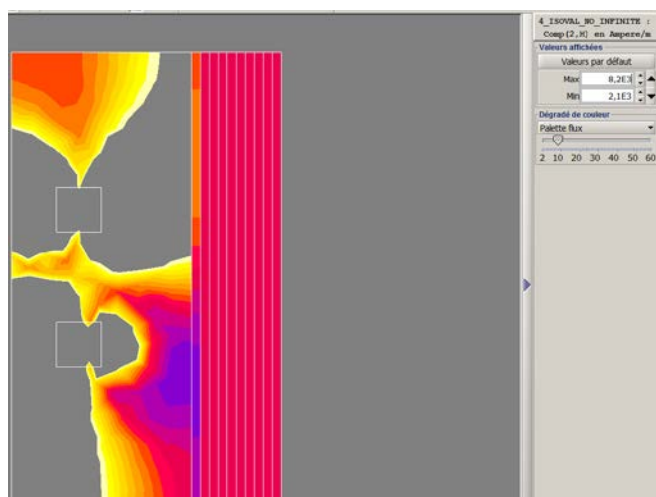 4_ISOVAL_NO_INFINITE :
Comp(2,H) en Ampere/m
Valeurs affichées
Valeurs par défaut
Max 8,2E3
Min 2,1E3
Dégradé de couleur
Palette flux
2 10 20 30 40 50 60